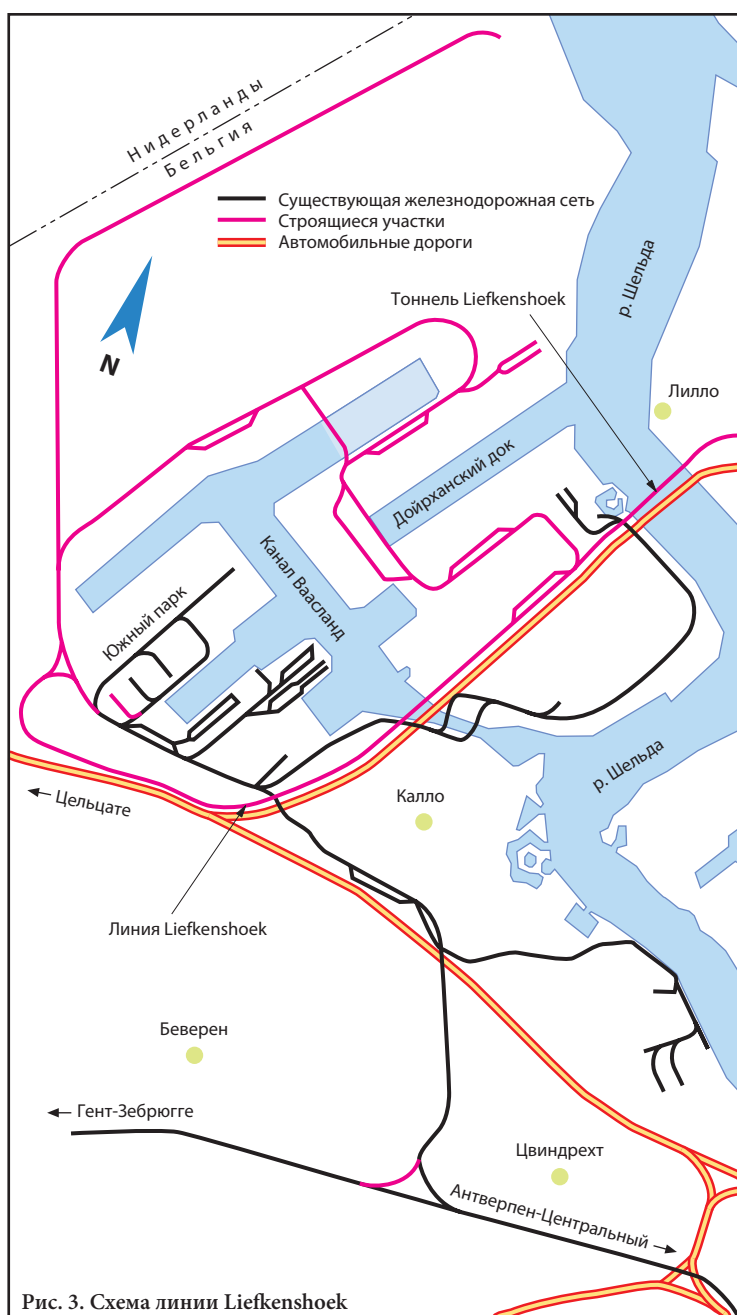 Нидерланды
Бельгия
Существующая железнодорожная сеть
Строящиеся участки
Автомобильные дороги
р. Шельда
Тоннель Liefkenshoek
N
Лилло
Дойрханский док
Канал Ваасланд
Южный парк
р. Шельда
← Цельцате
Калло
Линия Liefkenshoek
Беверен
← Гент-Зебрюгге
Цвиндрехт
Антверпен-Центральный →
Рис. 3. Схема линии Liefkenshoek